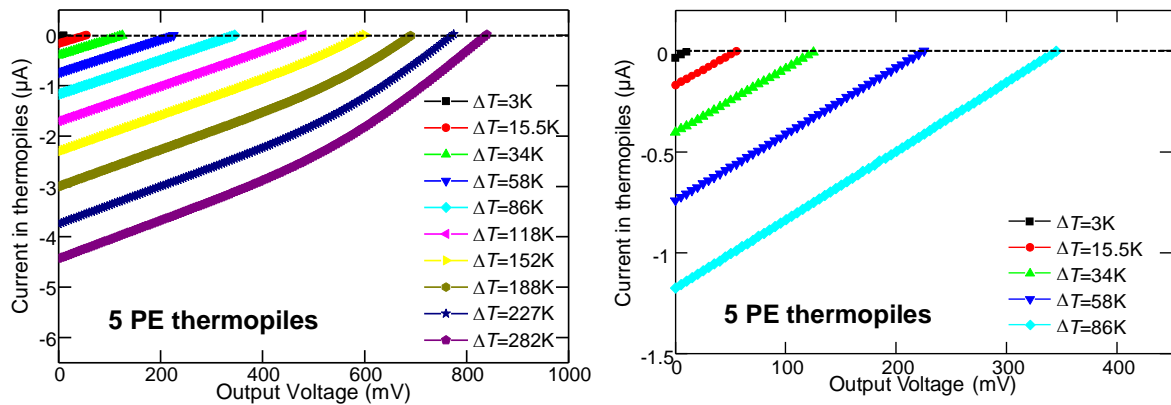 Current in thermopiles (µA)
0
-1
-2
-3
-4
-5
-6
0
200
400
600
800
1000
Output Voltage (mV)
5 PE thermopiles
ΔT=3K
ΔT=15.5K
ΔT=34K
ΔT=58K
ΔT=86K
ΔT=118K
ΔT=152K
ΔT=188K
ΔT=227K
ΔT=282K
Current in thermopiles (µA)
0
-0.5
-1
-1.5
0
100
200
300
400
Output Voltage (mV)
5 PE thermopiles
ΔT=3K
ΔT=15.5K
ΔT=34K
ΔT=58K
ΔT=86K